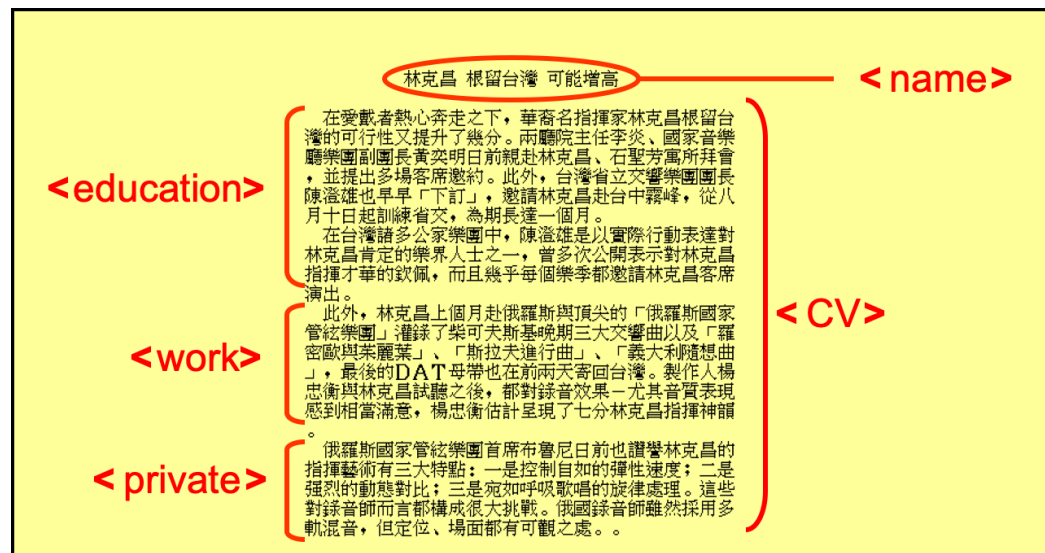 林克昌 根留台灣 可能增高
<name>
在愛戴者熱心奔走之下,華裔名指揮家林克昌根留台
灣的可行性又提升了幾分。兩廳院主任李炎、國家音樂
廳樂團副團長黃奕明日前親赴林克昌、石聖芳寓所拜會
,並提出多場客席邀約。此外,台灣省立交響樂團團長
陳澄雄也早早「下訂」,邀請林克昌赴台中霧峰,從八
月十日起訓練省交,為期長達一個月。
在台灣諸多公家樂團中,陳澄雄是以實際行動表達對
林克昌肯定的樂界人士之一,曾多次公開表示對林克昌
指揮才華的欽佩,而且幾乎每個樂季都邀請林克昌客席
演出。
<education>
此外,林克昌上個月赴俄羅斯與頂尖的「俄羅斯國家
管絃樂團」灌錄了柴可夫斯基晚期三大交響曲以及「羅
密歐與茱麗葉」、「斯拉夫進行曲」、「義大利隨想曲
」,最後的DAT母帶也在前兩天寄回台灣。製作人楊
忠衡與林克昌試聽之後,都對錄音效果－尤其音質表現
感到相當滿意,楊忠衡估計呈現了七分林克昌指揮神韻
。
<work>
<CV>
俄羅斯國家管絃樂團首席布魯尼日前也讚譽林克昌的
指揮藝術有三大特點:一是控制自如的彈性速度;二是
強烈的動態對比;三是宛如呼吸歌唱的旋律處理。這些
對錄音師而言都構成很大挑戰。俄國錄音師雖然採用多
軌混音,但定位、場面都有可觀之處。。
<private>